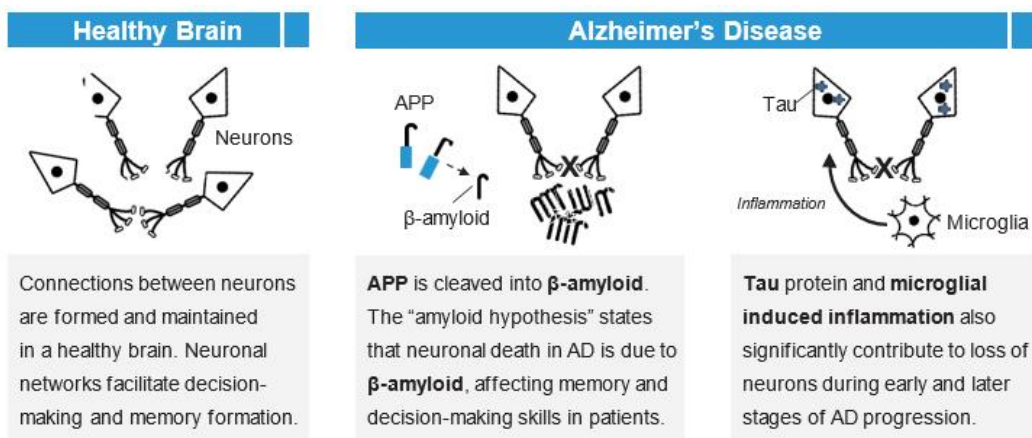 Healthy Brain
Alzheimer's Disease
Neurons
APP
β-amyloid
X
Tau
X
Inflammation
Microglia
Connections between neurons
are formed and maintained
in a healthy brain. Neuronal
networks facilitate decision-
making and memory formation.
APP is cleaved into β-amyloid.
The “amyloid hypothesis” states
that neuronal death in AD is due to
β-amyloid, affecting memory and
decision-making skills in patients.
Tau protein and microglial
induced inflammation also
significantly contribute to loss of
neurons during early and later
stages of AD progression.